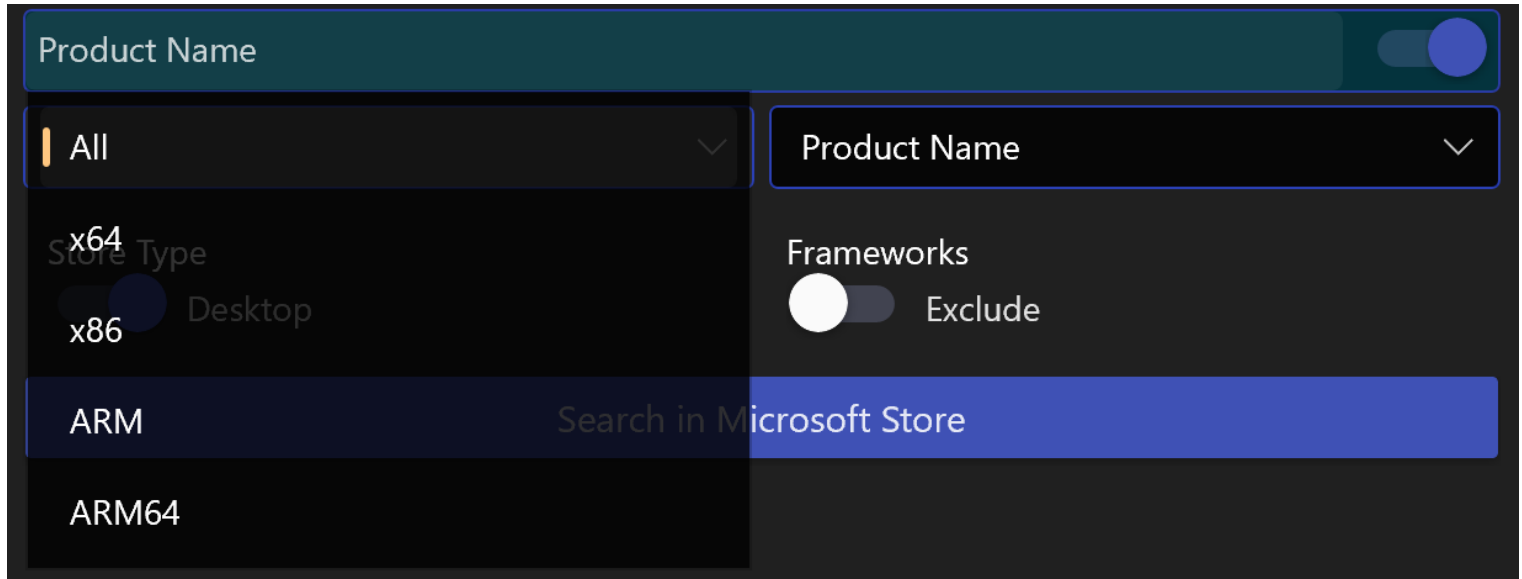 Product Name
All
Product Name
x64
Store Type
Frameworks
Desktop
Exclude
x86
ARM
Search in Microsoft Store
ARM64